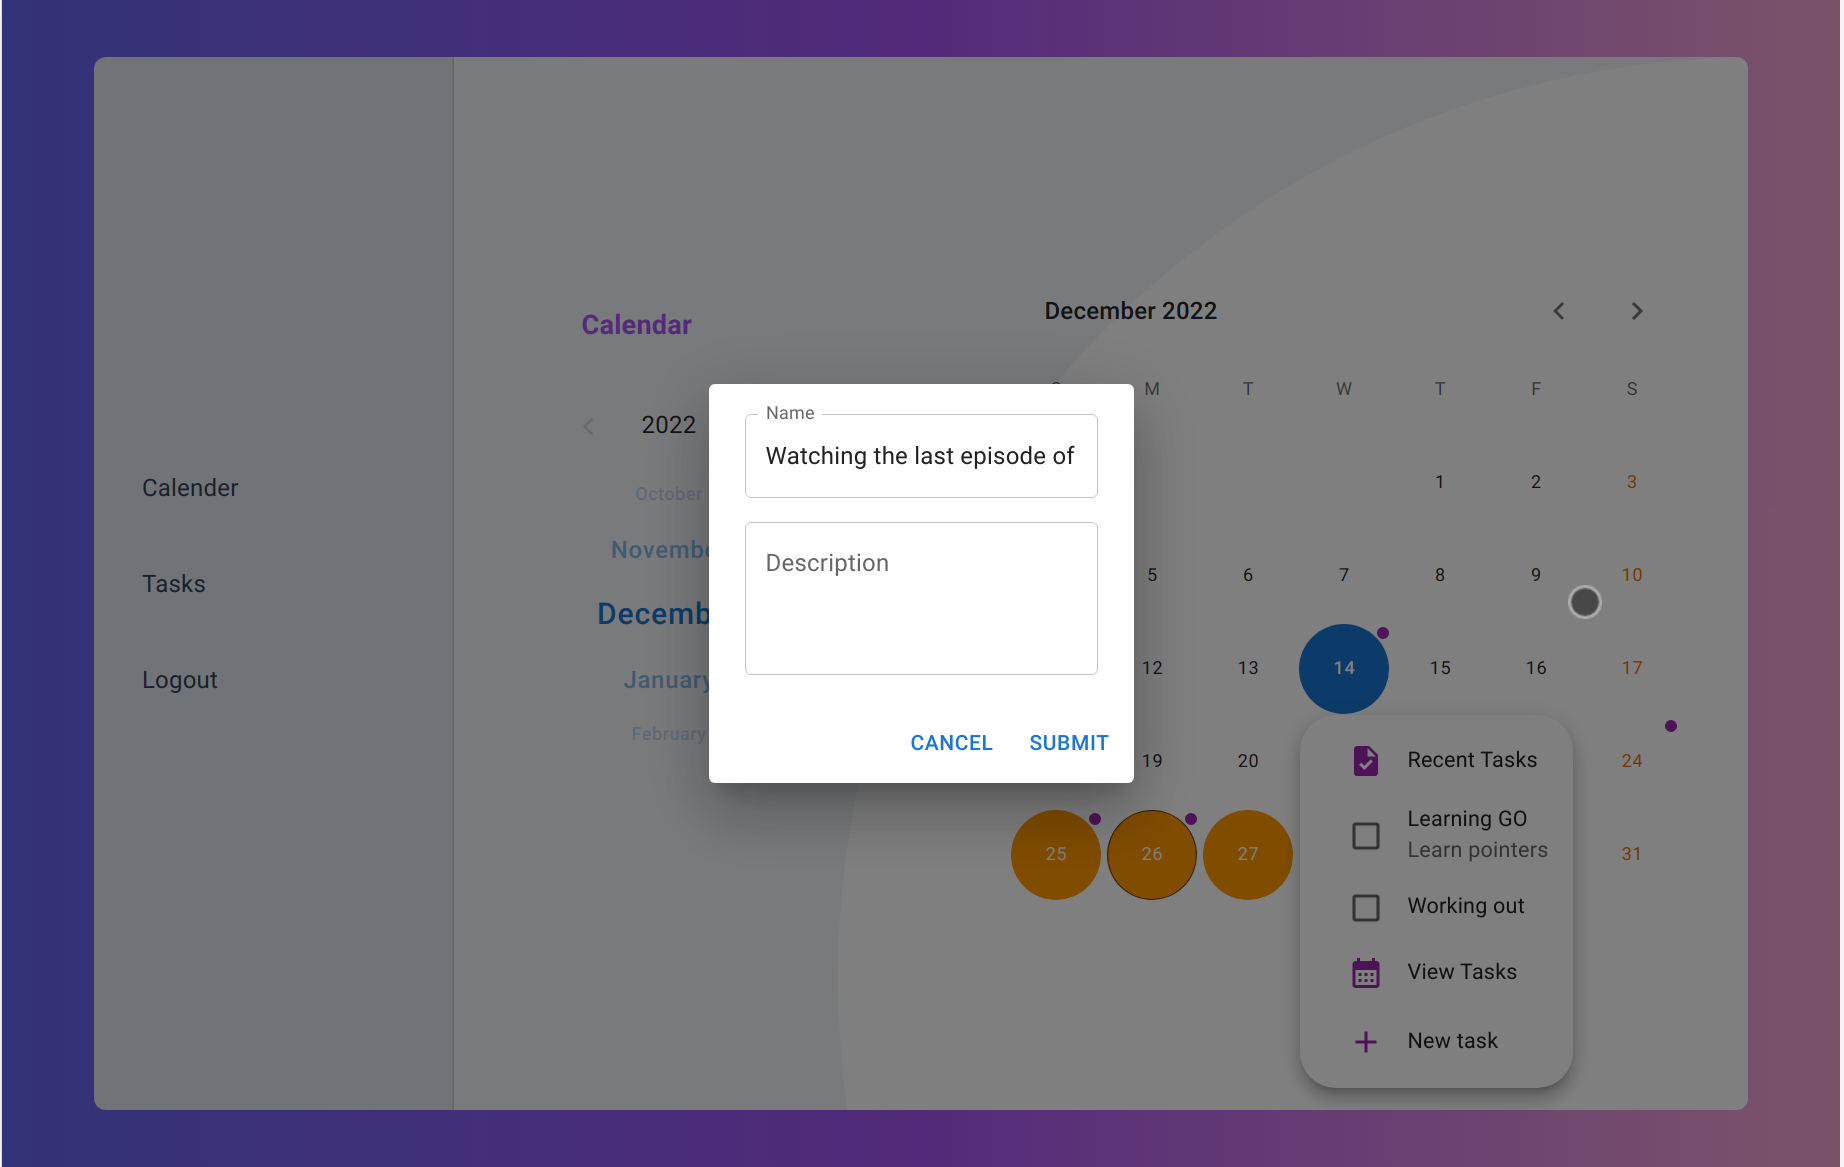 Calender
Tasks
Logout
Calendar
2022
October
Novembe
Decemb
January
February
Name
Watching the last episode of
Description
CANCEL SUBMIT
December 2022
M T W T F S
1 2 3
5 6 7 8 9 10
12 13 14 15 16 17
19 20 24
25 26 27 31
Recent Tasks
Learning GO
Learn pointers
Working out
View Tasks
New task